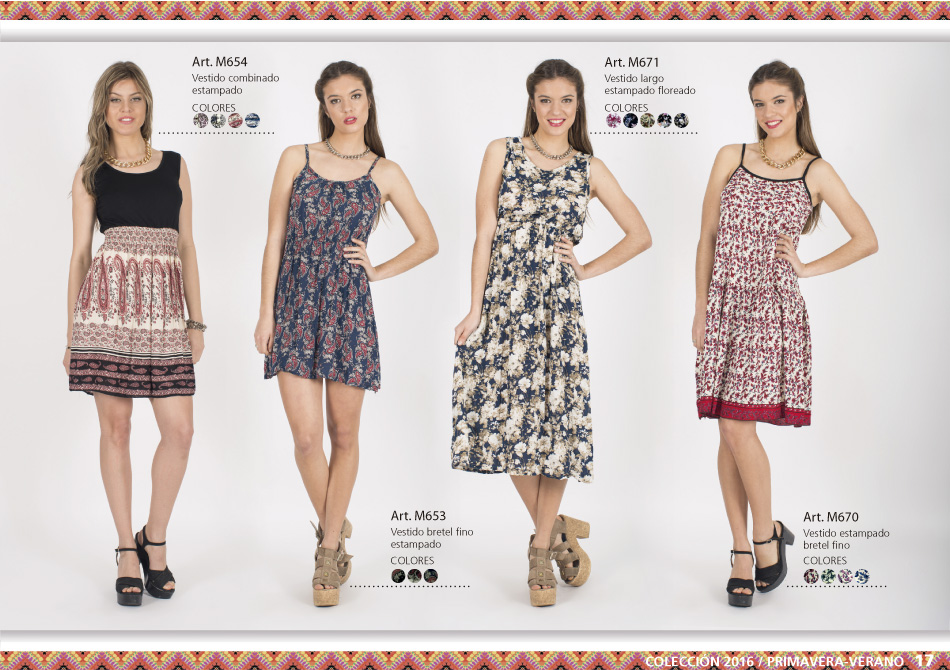 Art. M654
Vestido combinado
estampado
COLORES
Art. M671
Vestido largo
estampado floreado
COLORES
Art. M653
Vestido bretel fino
estampado
COLORES
Art. M670
Vestido estampado
bretel fino
COLORES
COLECCIÓN 2016 / PRIMAVERA-VERANO 17